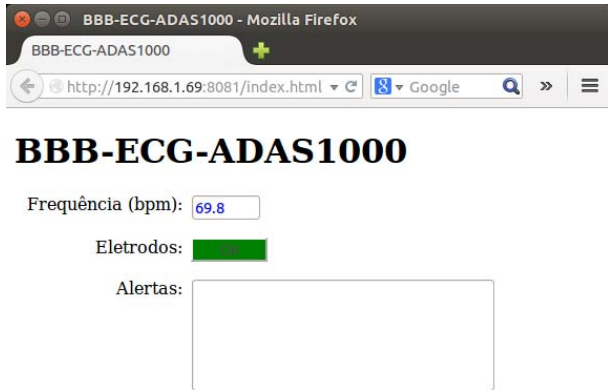 BBB-ECG-ADAS1000 - Mozilla Firefox
BBB-ECG-ADAS1000
http://192.168.1.69:8081/index.html
8 Google
BBB-ECG-ADAS1000
Frequência (bpm): 69.8
Eletrodos:
Alertas: